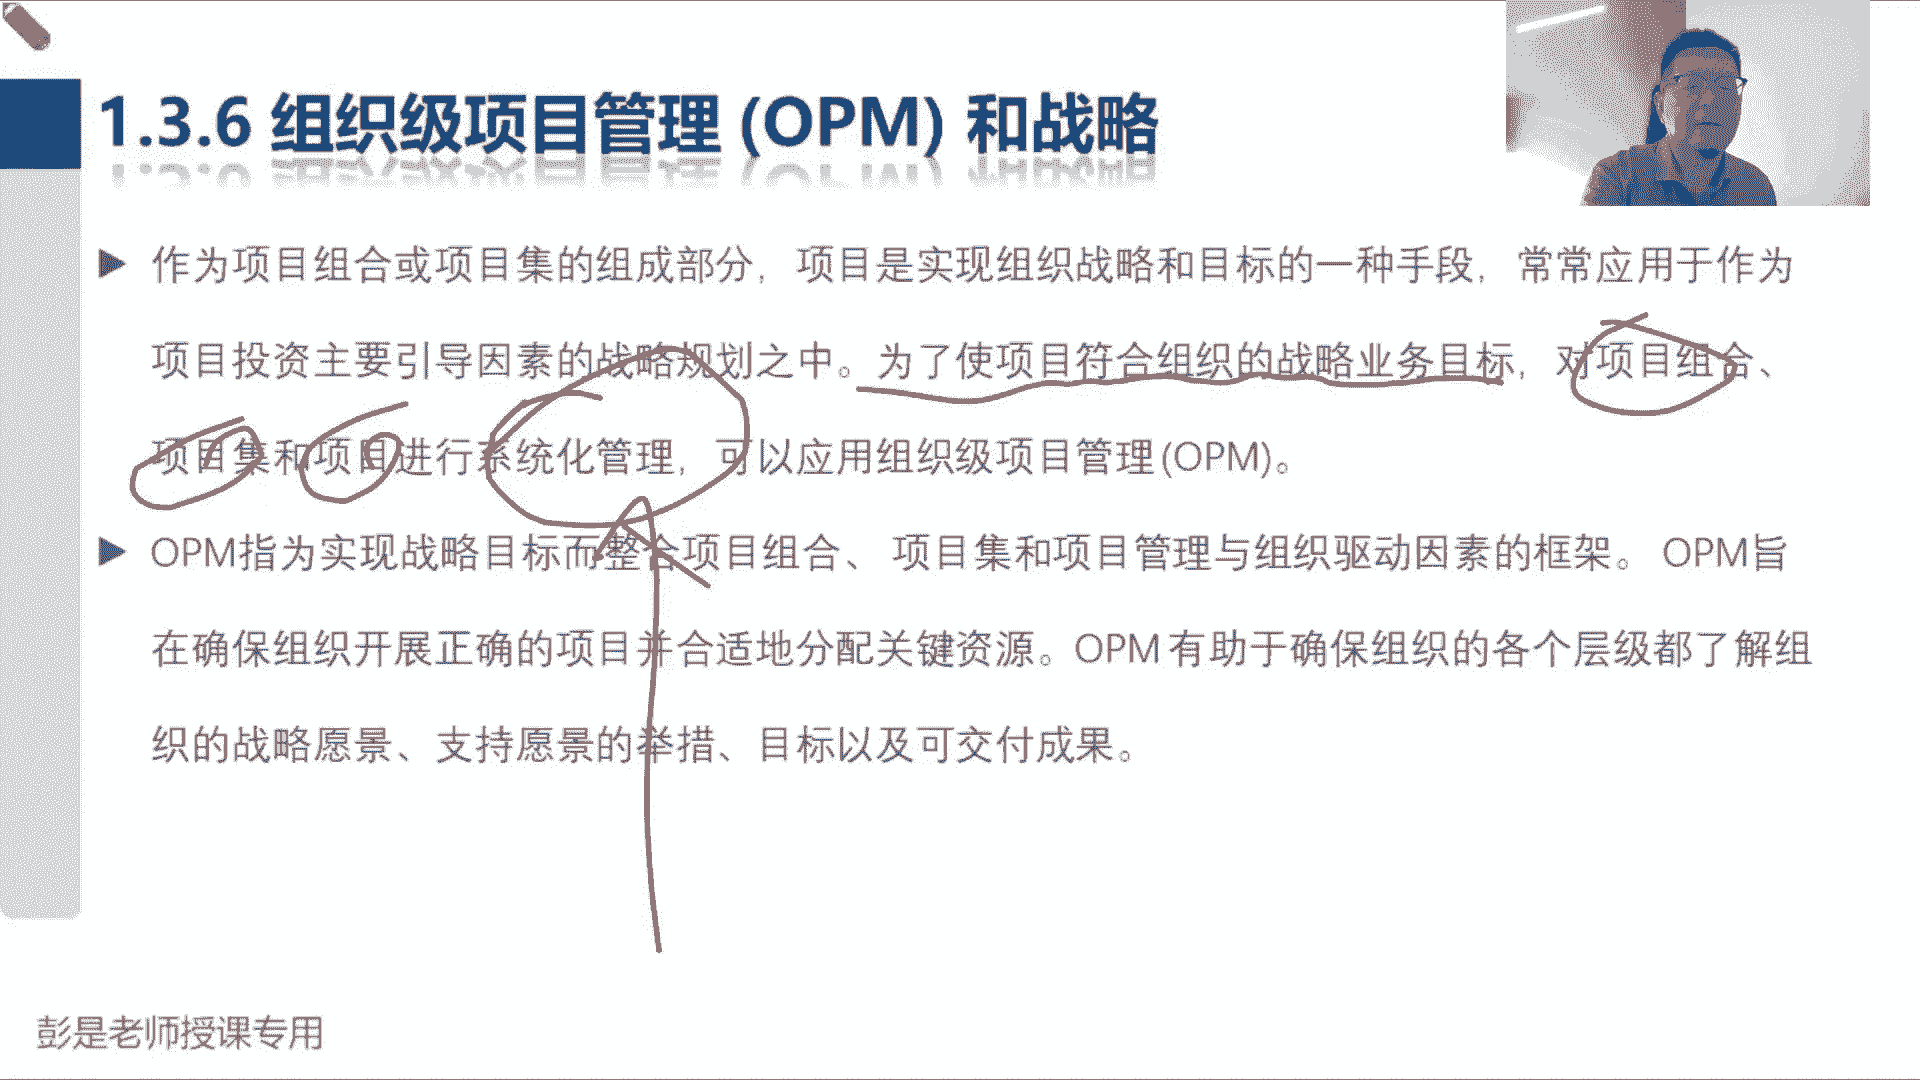 1.3.6 组织级项目管理 (OPM) 和战略
作为项目组合或项目集的组成部分，项目是实现组织战略和目标的一种手段，常常应用于作为
项目投资主要引导因素的战略规划之中。为了使项目符合组织的战略业务目标，对项目组合、
项目集和项目进行系统化管理，可以应用组织级项目管理(OPM)。
OPM指为实现战略目标而整合项目组合、项目集和项目管理与组织驱动因素的框架。OPM旨
在确保组织开展正确的项目并合适地分配关键资源。OPM有助于确保组织的各个层级都了解组
织的战略愿景、支持愿景的举措、目标以及可交付成果。
彭是老师授课专用